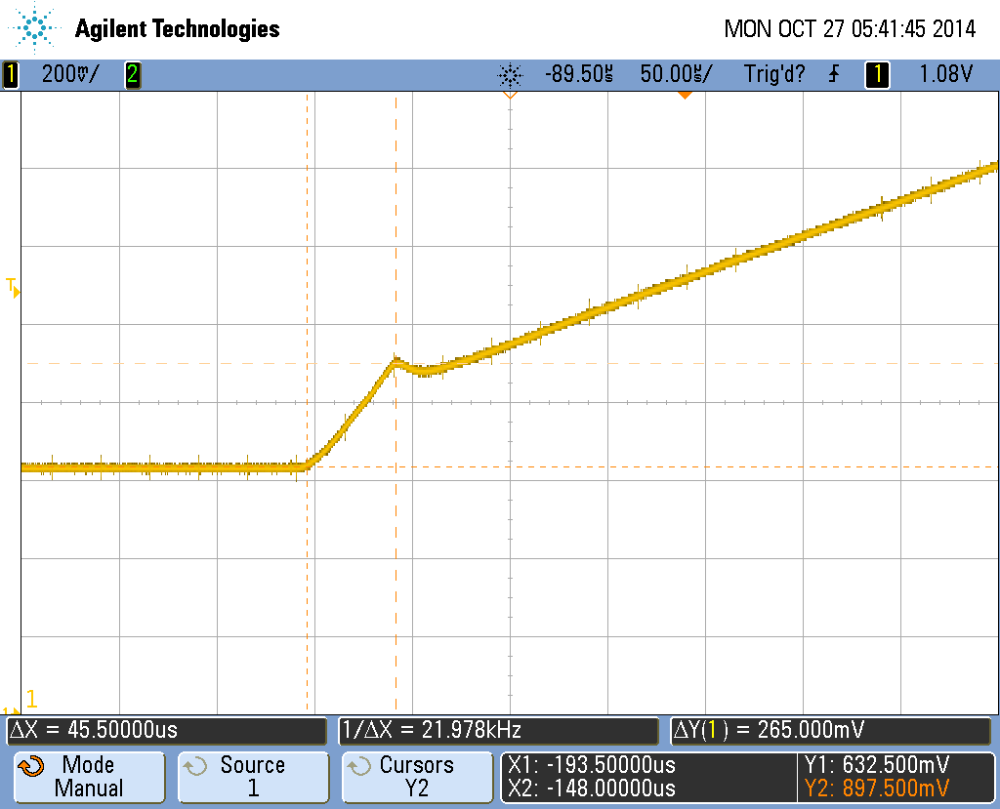 Agilent Technologies MON OCT 27 05:41:45 2014
1 200mV/ 2 -89.50us 50.00us/ Trig'd? 1 1.08V
T
1
1
ΔX = 45.50000us 1/ΔX = 21.978kHz ΔY(1) = 265.000mV
Mode Source Cursors X1: -193.50000us Y1: 632.500mV
Manual 1 Y2 X2: -148.00000us Y2: 897.500mV